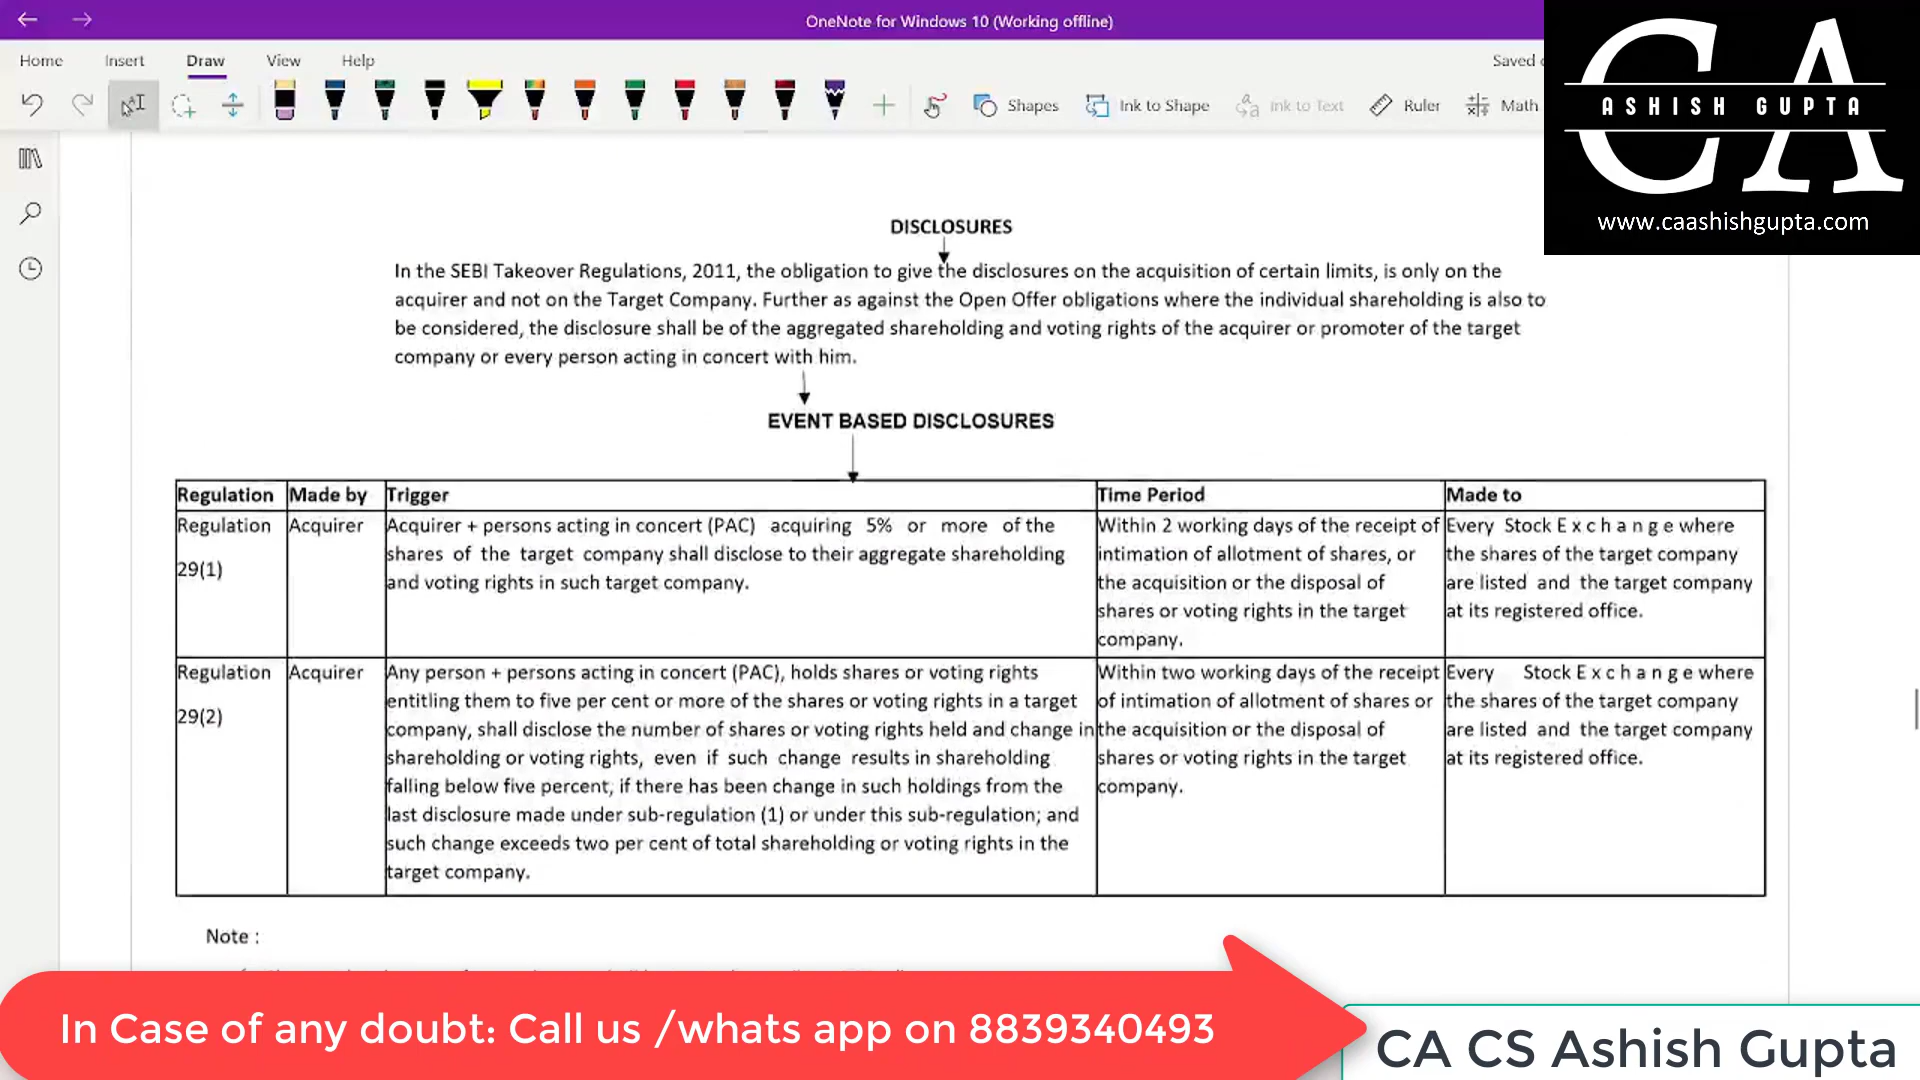 OneNote for Windows 10 (Working offline)
Home Insert Draw View Help
Saved
Shapes Ink to Shape Ink to Text Ruler Math
CA
ASHISH GUPTA
www.caashishgupta.com
DISCLOSURES
In the SEBI Takeover Regulations, 2011, the obligation to give the disclosures on the acquisition of certain limits, is only on the
acquirer and not on the Target Company. Further as against the Open Offer obligations where the individual shareholding is also to
be considered, the disclosure shall be of the aggregated shareholding and voting rights of the acquirer or promoter of the target
company or every person acting in concert with him.
EVENT BASED DISCLOSURES
Regulation Made by Trigger Time Period Made to
Regulation
29(1)
Acquirer
Acquirer + persons acting in concert (PAC) acquiring 5% or more of the
shares of the target company shall disclose to their aggregate shareholding
and voting rights in such target company.
Within 2 working days of the receipt of
intimation of allotment of shares, or
the acquisition or the disposal of
shares or voting rights in the target
company.
Every Stock E x c h a n g e where
the shares of the target company
are listed and the target company
at its registered office.
Regulation
29(2)
Acquirer
Any person + persons acting in concert (PAC), holds shares or voting rights
entitling them to five per cent or more of the shares or voting rights in a target
company, shall disclose the number of shares or voting rights held and change in
shareholding or voting rights, even if such change results in shareholding
falling below five percent, if there has been change in such holdings from the
last disclosure made under sub-regulation (1) or under this sub-regulation; and
such change exceeds two per cent of total shareholding or voting rights in the
target company.
Within two working days of the receipt
of intimation of allotment of shares or
the acquisition or the disposal of
shares or voting rights in the target
company.
Every Stock E x c h a n g e where
the shares of the target company
are listed and the target company
at its registered office.
Note :
In Case of any doubt: Call us /whats app on 8839340493
CA CS Ashish Gupta